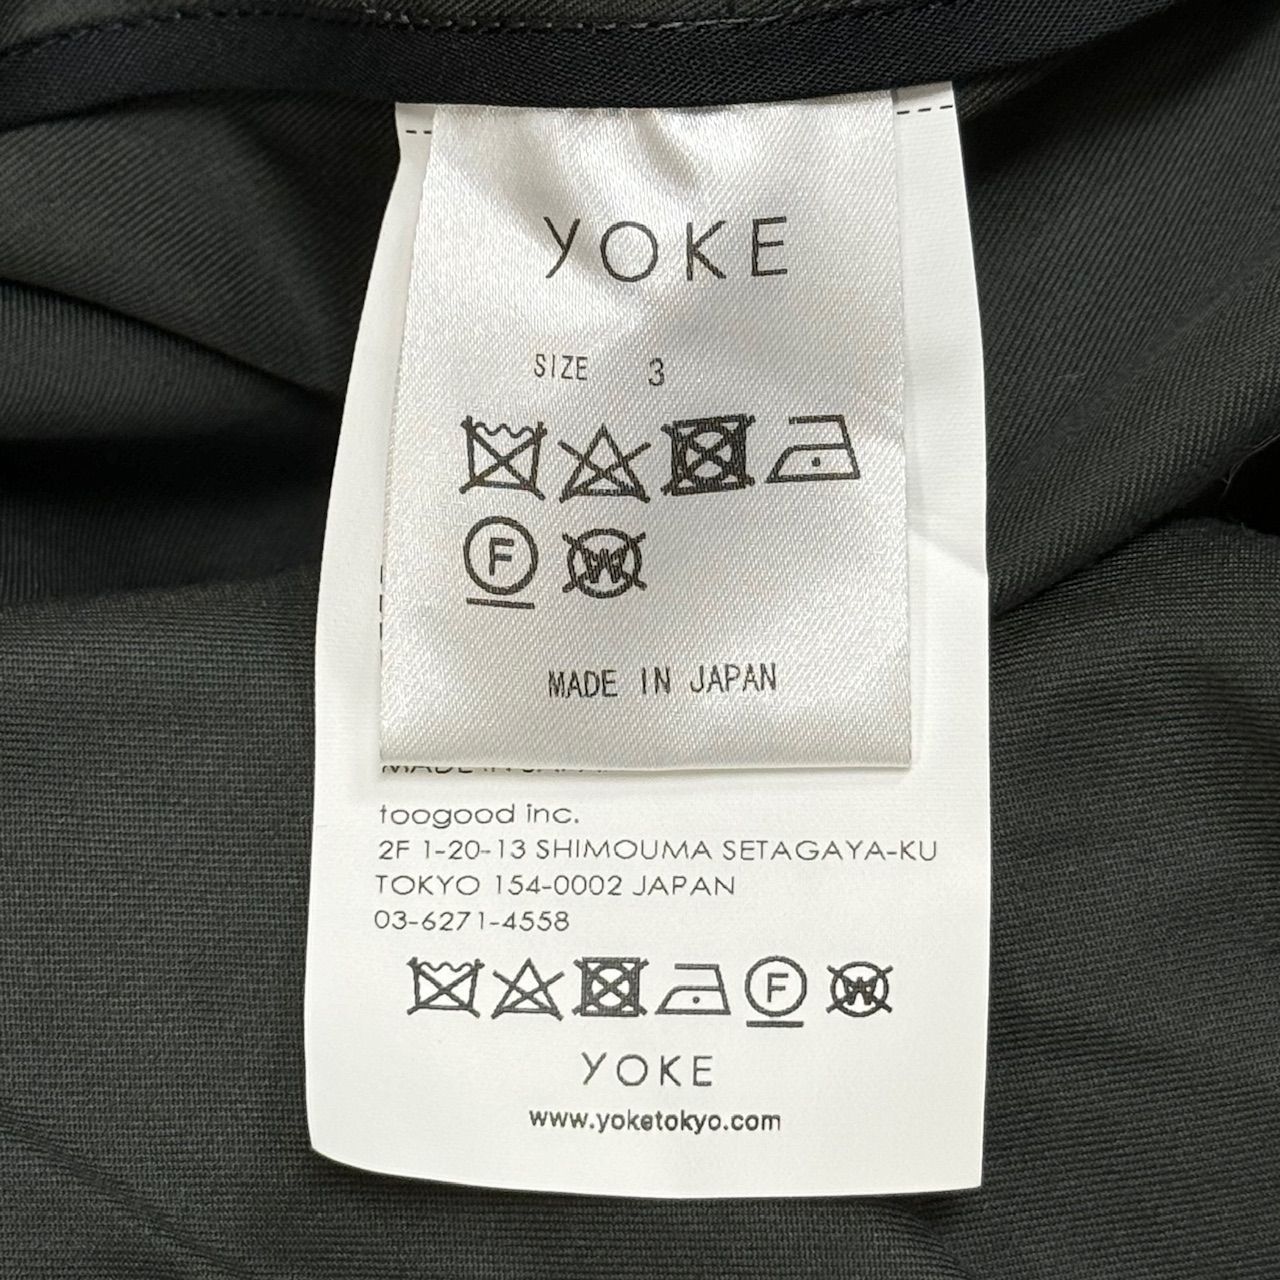 YOKE
SIZE 3
F
W
MADE IN JAPAN
toogood inc.
2F 1-20-13 SHIMOUMA SETAGAYA-KU
TOKYO 154-0002 JAPAN
03-6271-4558
F W
YOKE
www.yoketokyo.com